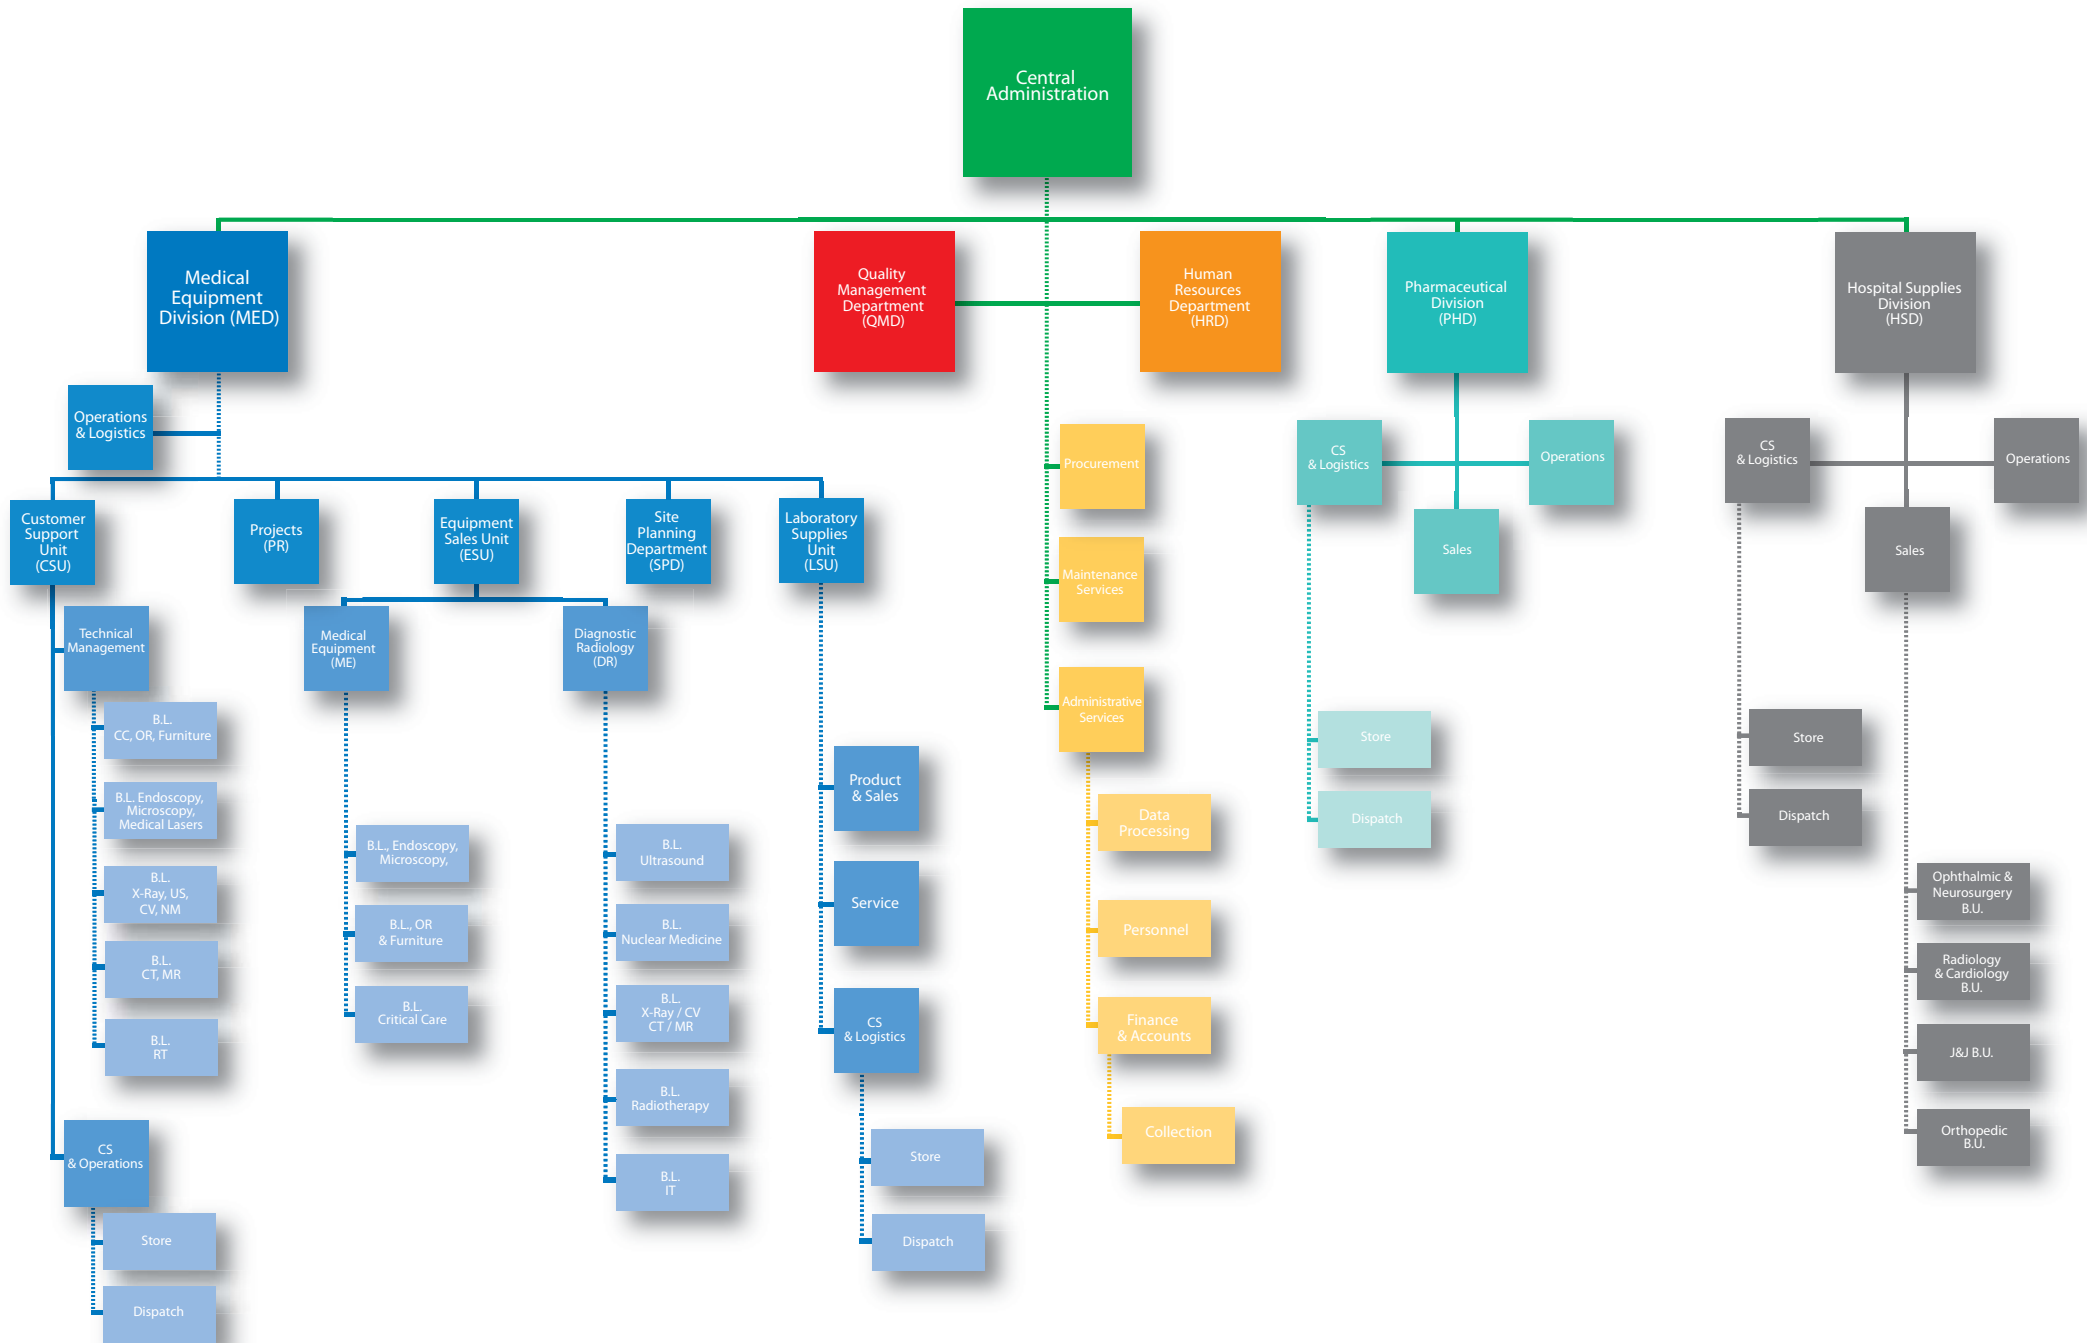 Central
Administration
Medical
Equipment
Division (MED)
Quality
Management
Department
(QMD)
Human
Resources
Department
(HRD)
Pharmaceutical
Division
(PHD)
Hospital Supplies
Division
(HSD)
Operations
& Logistics
Customer
Support
Unit
(CSU)
Projects
(PR)
Equipment
Sales Unit
(ESU)
Site
Planning
Department
(SPD)
Laboratory
Supplies
Unit
(LSU)
Procurement
Maintenance
Services
Administrative
Services
CS
& Logistics
Operations
Sales
CS
& Logistics
Operations
Sales
Technical
Management
Medical
Equipment
(ME)
Diagnostic
Radiology
(DR)
B.L.
CC, OR, Furniture
B.L. Endoscopy,
Microscopy,
Medical Lasers
B.L.
X-Ray, US,
CV, NM
B.L.
CT, MR
B.L.
RT
CS
& Operations
Store
Dispatch
B.L., Endoscopy,
Microscopy,
B.L., OR
& Furniture
B.L.
Critical Care
B.L.
Ultrasound
B.L.
Nuclear Medicine
B.L.
X-Ray / CV
CT / MR
B.L.
Radiotherapy
B.L.
IT
Product
& Sales
Service
CS
& Logistics
Store
Dispatch
Data
Processing
Personnel
Finance
& Accounts
Collection
Store
Dispatch
Store
Dispatch
Ophthalmic &
Neurosurgery
B.U.
Radiology
& Cardiology
B.U.
J&J B.U.
Orthopedic
B.U.